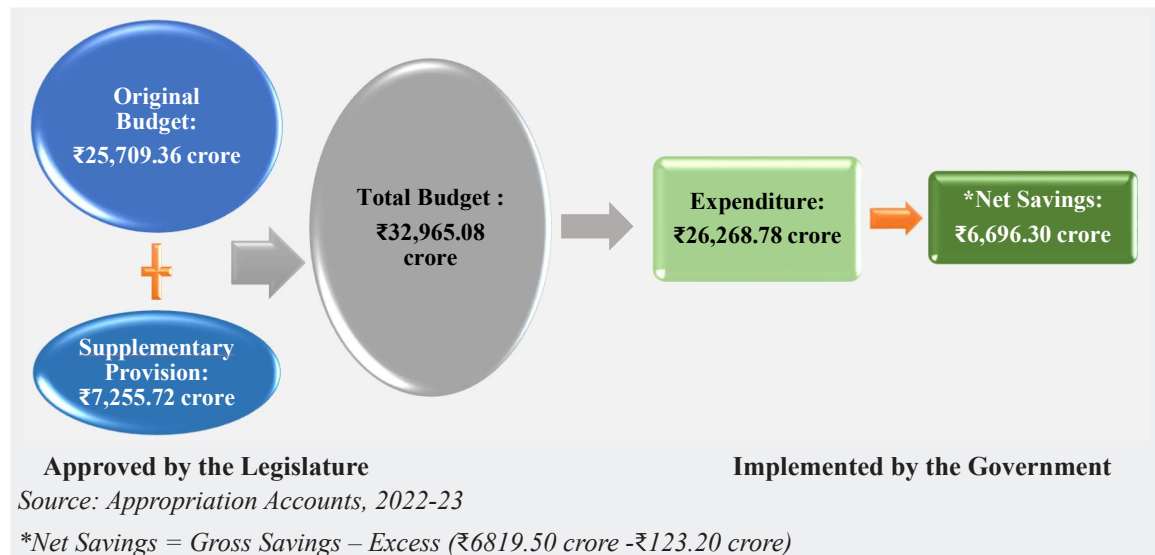 Original
Budget:
₹25,709.36 crore
Supplementary
Provision:
₹7,255.72 crore
Total Budget :
₹32,965.08
crore
Expenditure:
₹26,268.78 crore
*Net Savings:
₹6,696.30 crore
Approved by the Legislature
Implemented by the Government
Source: Appropriation Accounts, 2022-23
*Net Savings = Gross Savings – Excess (₹6819.50 crore -₹123.20 crore)